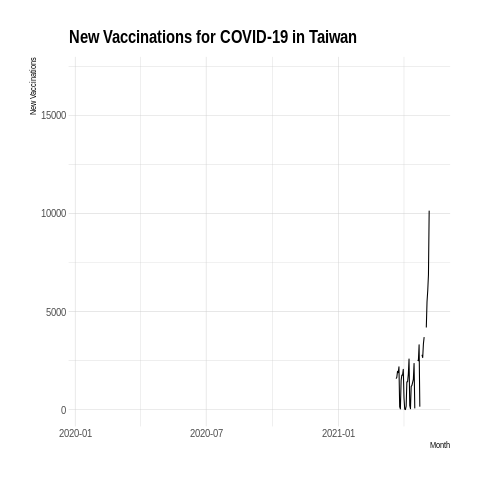 New Vaccinations for COVID-19 in Taiwan
New Vaccinations
15000
10000
5000
0
2020-01 2020-07 2021-01
Month